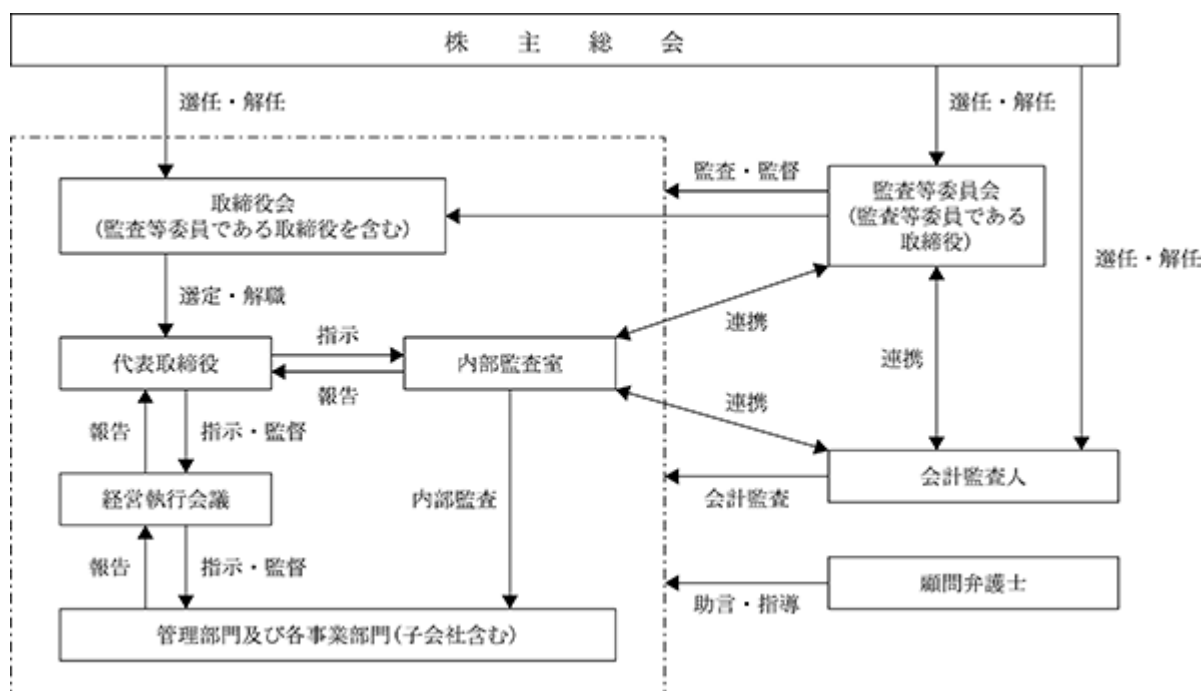 株主総会
選任・解任
選任・解任
監査・監督
取締役会
(監査等委員である取締役を含む)
監査等委員会
(監査等委員である
取締役)
選任・解任
選定・解職
連携
連携
代表取締役
指示
報告
内部監査室
連携
報告
指示・監督
経営執行会議
内部監査
会計監査人
会計監査
報告
指示・監督
顧問弁護士
助言・指導
管理部門及び各事業部門(子会社含む)